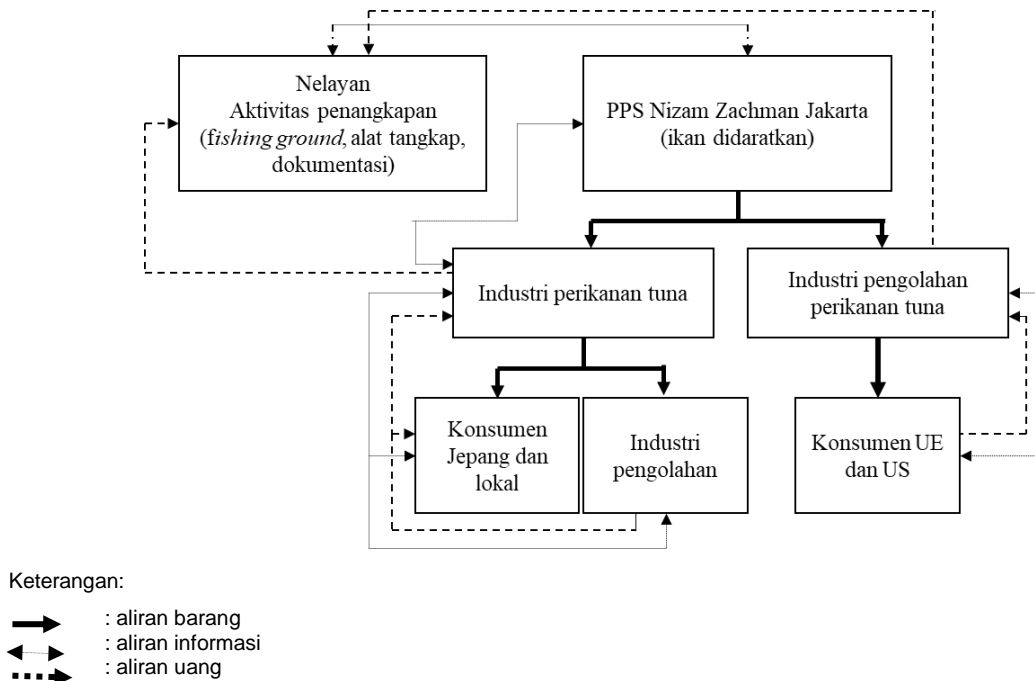 Nelayan
Aktivitas penangkapan
(fishing ground, alat tangkap,
dokumentasi)
PPS Nizam Zachman Jakarta
(ikan didaratkan)
Industri perikanan tuna
Industri pengolahan
perikanan tuna
Konsumen
Jepang dan
lokal
Industri
pengolahan
Konsumen UE
dan US
Keterangan:
: aliran barang
: aliran informasi
: aliran uang